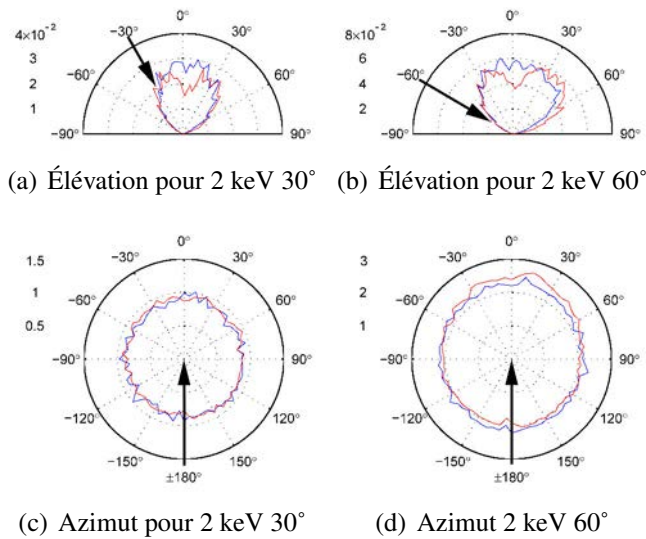 4×10⁻² 0° 8×10⁻² 0°
−30° 30° −30° 30°
3 6
−60° 2 60° −60° 4 60°
1 2
−90° 90° −90° 90°
(a) Élévation pour 2 keV 30˚ (b) Élévation pour 2 keV 60˚
0° 0°
1.5 −30° 30° 3 −30° 30°
1 2
−60° 60° −60° 60°
0.5 1
−90° 90° −90° 90°
−120° 120° −120° 120°
−150° 150° −150° 150°
±180° ±180°
(c) Azimut pour 2 keV 30˚ (d) Azimut 2 keV 60˚